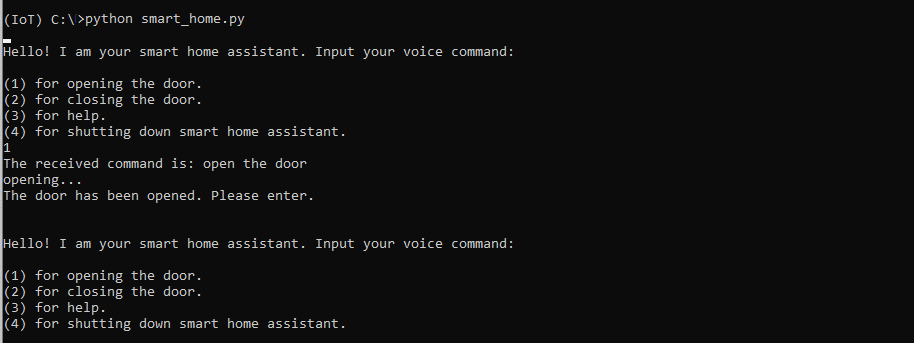 (IoT) C:\>python smart_home.py
Hello! I am your smart home assistant. Input your voice command:
(1) for opening the door.
(2) for closing the door.
(3) for help.
(4) for shutting down smart home assistant.
1
The received command is: open the door
opening...
The door has been opened. Please enter.
Hello! I am your smart home assistant. Input your voice command:
(1) for opening the door.
(2) for closing the door.
(3) for help.
(4) for shutting down smart home assistant.